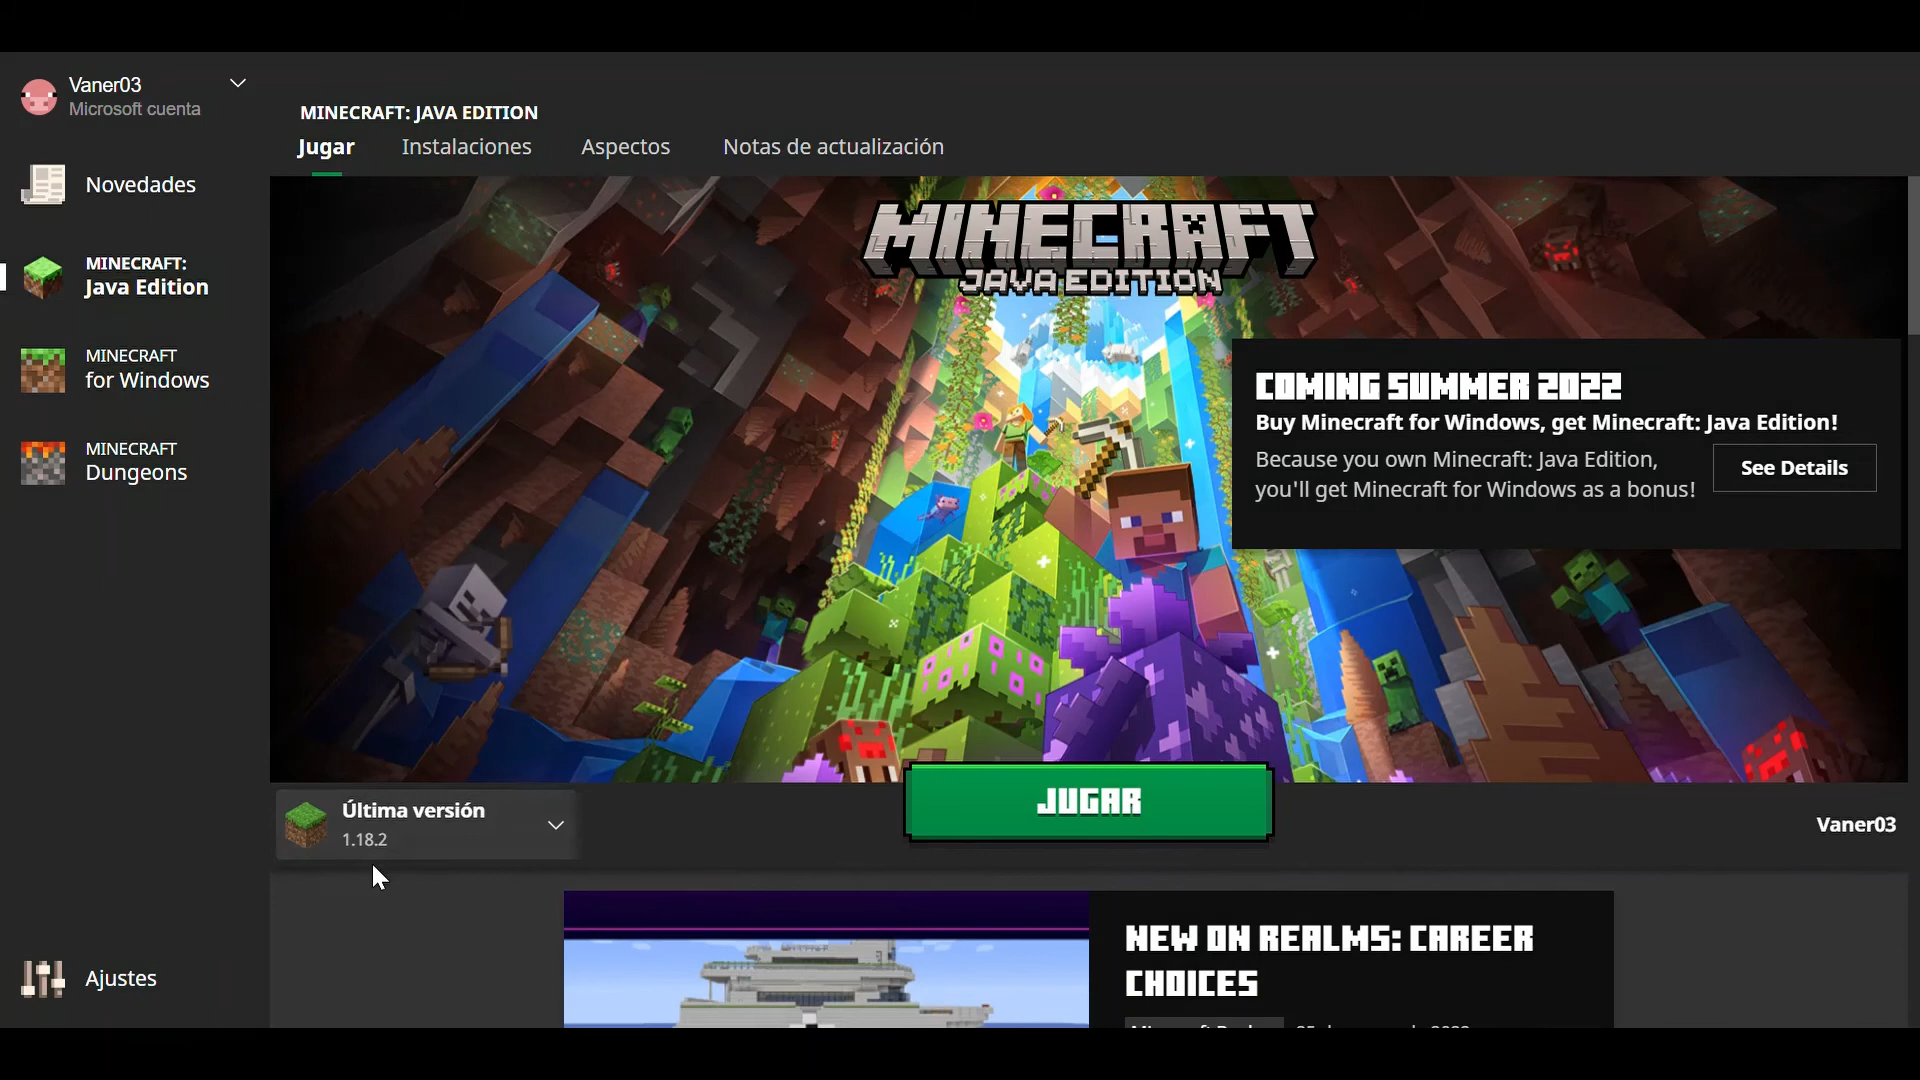 Vaner03
Microsoft cuenta
Novedades
MINECRAFT:
Java Edition
MINECRAFT
for Windows
MINECRAFT
Dungeons
Ajustes
MINECRAFT: JAVA EDITION
Jugar Instalaciones Aspectos Notas de actualización
MINECRAFT
JAVA EDITION
COMING SUMMER 2022
Buy Minecraft for Windows, get Minecraft: Java Edition!
Because you own Minecraft: Java Edition,
you'll get Minecraft for Windows as a bonus!
See Details
Última versión
1.18.2
JUGAR
Vaner03
NEW ON REALMS: CAREER
CHOICES